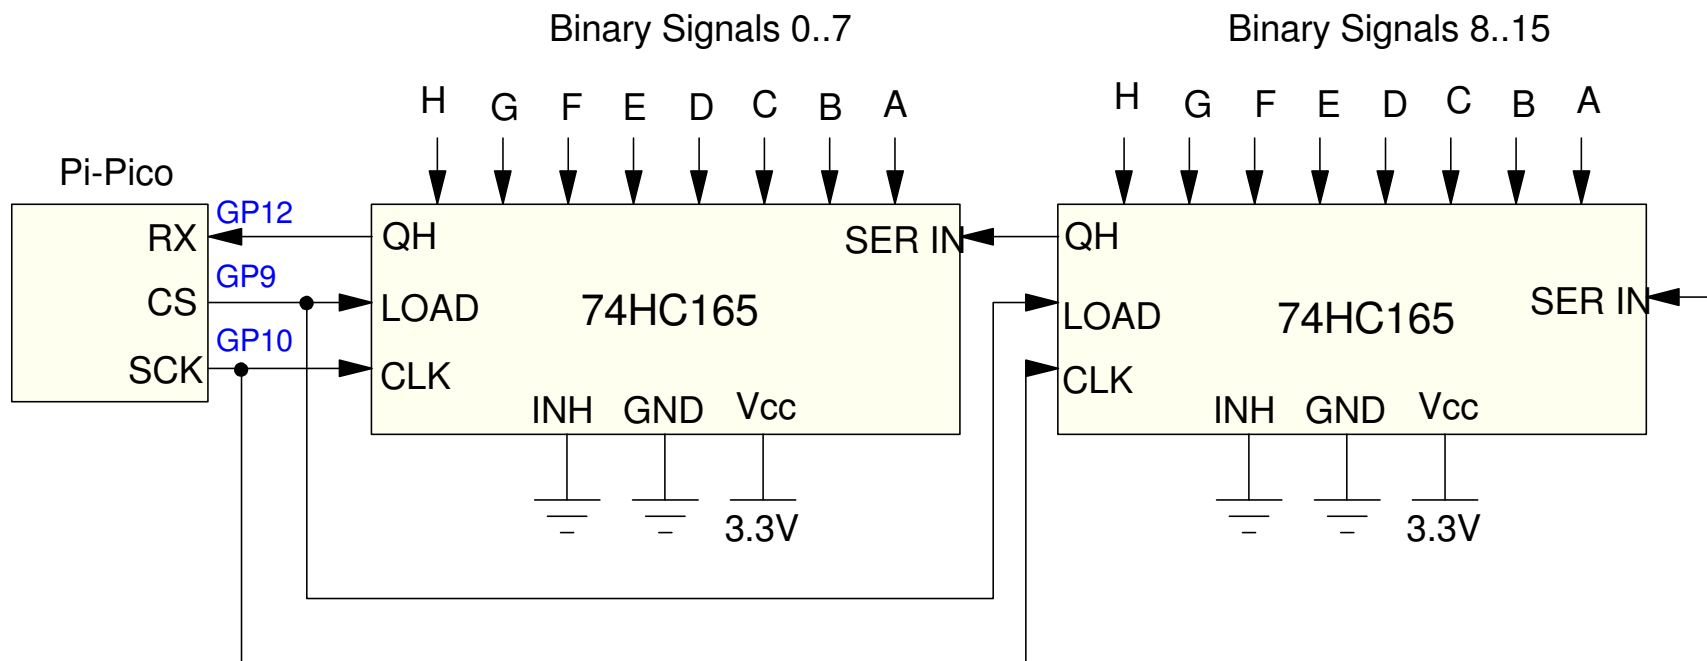 Binary Signals 0..7
Binary Signals 8..15
H G F E D C B A
H G F E D C B A
Pi-Pico
GP12
RX
QH
SER IN
QH
GP9
CS
LOAD
74HC165
LOAD
74HC165
SER IN
GP10
SCK
CLK
CLK
INH GND Vcc
INH GND Vcc
3.3V
3.3V